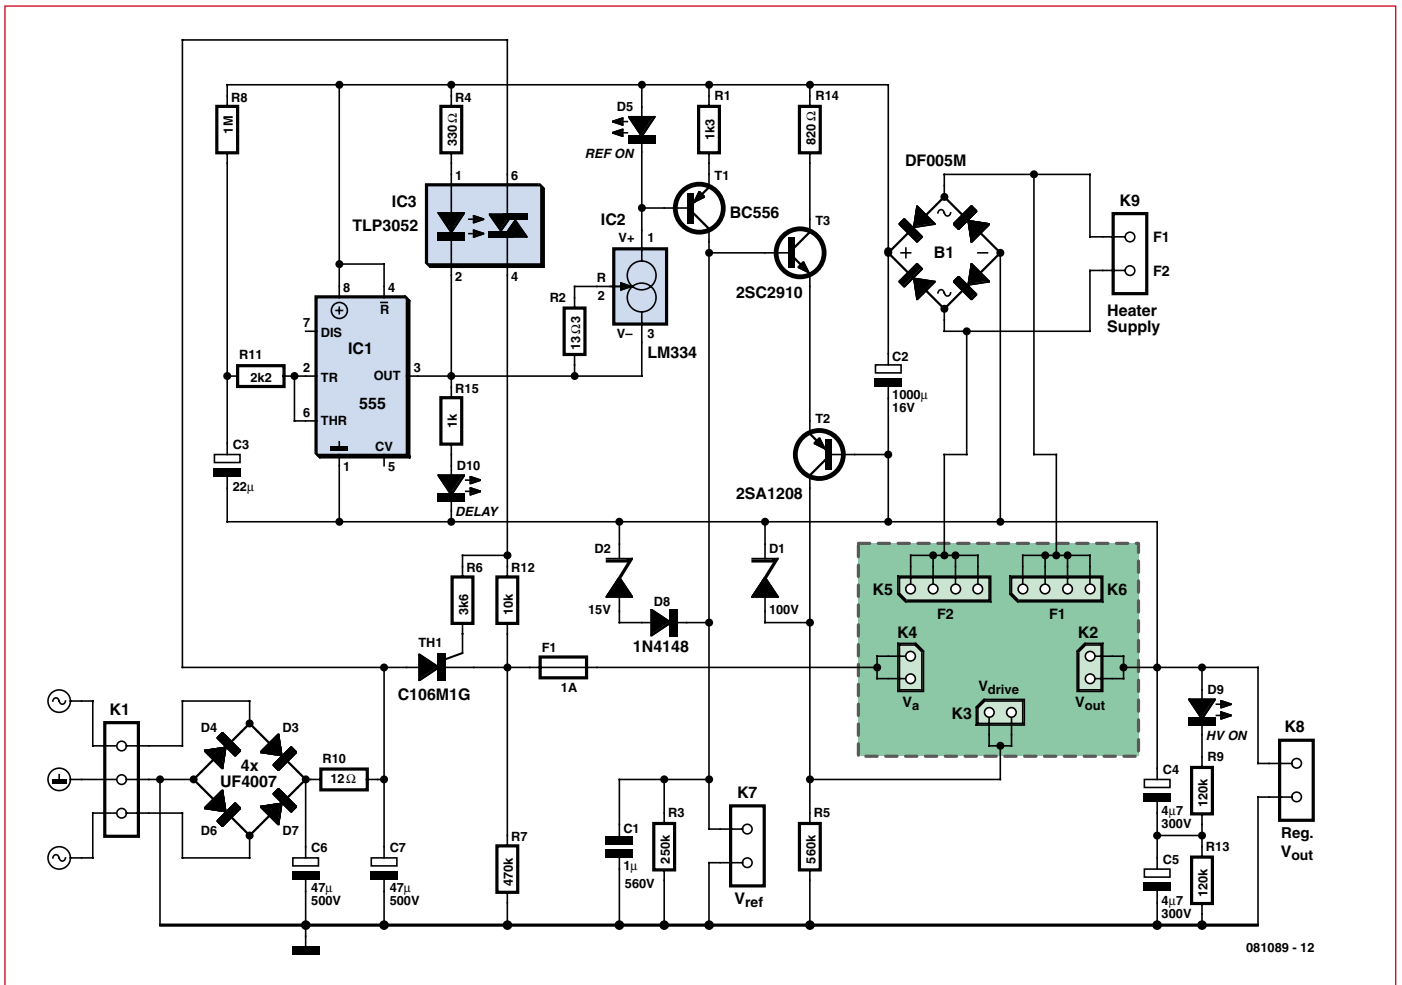 R8
1M
R4
330Ω
D5
REF ON
R1
1k3
R14
820Ω
DF005M
K9
F1
F2
Heater
Supply
B1
+
−
~
~
IC3
TLP3052
1
6
2
4
T1
BC556
T3
2SC2910
IC2
V+
1
R
2
V−
3
LM334
R2
13Ω3
8
4
R
7
DIS
IC1
R11
2k2
2
TR
OUT
3
555
6
THR
CV
1
5
C3
22µ
R15
1k
D10
DELAY
C2
1000µ
16V
T2
2SA1208
R6
3k6
R12
10k
D2
15V
D8
1N4148
D1
100V
K5
F2
K6
F1
K4
Va
K2
Vout
Vdrive
K3
TH1
C106M1G
F1
1A
K1
D4
D3
4x
UF4007
D6
D7
R10
12Ω
C6
47µ
500V
C7
47µ
500V
R7
470k
C1
1µ
560V
R3
250k
K7
Vref
R5
560k
D9
HV ON
R9
120k
C4
4µ7
300V
R13
120k
C5
4µ7
300V
K8
Reg.
Vout
081089 - 12